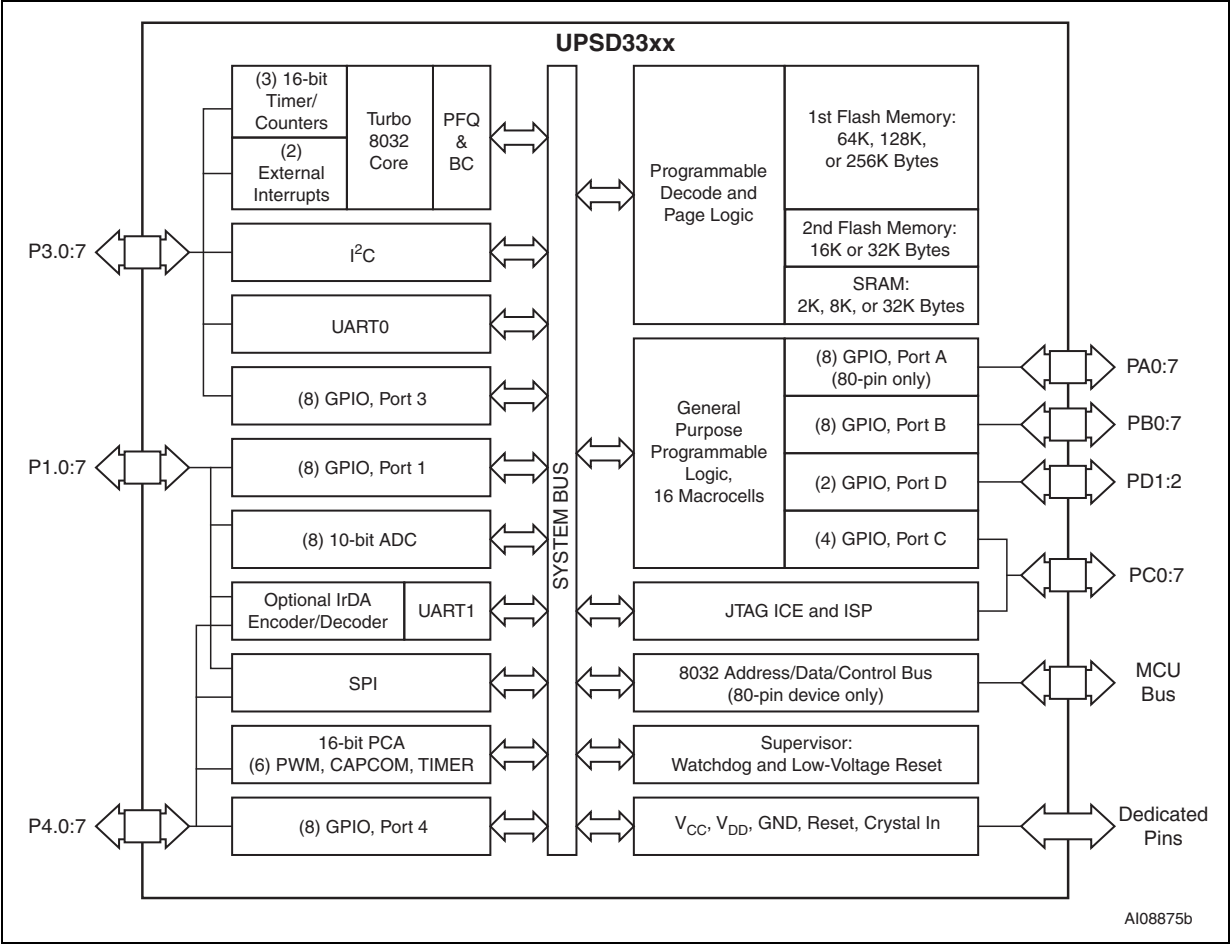 UPSD33xx
(3) 16-bit
Timer/
Counters
(2)
External
Interrupts
Turbo
8032
Core
PFQ
&
BC
P3.0:7
I²C
UART0
(8) GPIO, Port 3
P1.0:7
(8) GPIO, Port 1
(8) 10-bit ADC
Optional IrDA
Encoder/Decoder
UART1
SPI
16-bit PCA
(6) PWM, CAPCOM, TIMER
P4.0:7
(8) GPIO, Port 4
SYSTEM BUS
Programmable
Decode and
Page Logic
1st Flash Memory:
64K, 128K,
or 256K Bytes
2nd Flash Memory:
16K or 32K Bytes
SRAM:
2K, 8K, or 32K Bytes
General
Purpose
Programmable
Logic,
16 Macrocells
(8) GPIO, Port A
(80-pin only)
PA0:7
(8) GPIO, Port B
PB0:7
(2) GPIO, Port D
PD1:2
(4) GPIO, Port C
PC0:7
JTAG ICE and ISP
8032 Address/Data/Control Bus
(80-pin device only)
MCU
Bus
Supervisor:
Watchdog and Low-Voltage Reset
VCC, VDD, GND, Reset, Crystal In
Dedicated
Pins
AI08875b